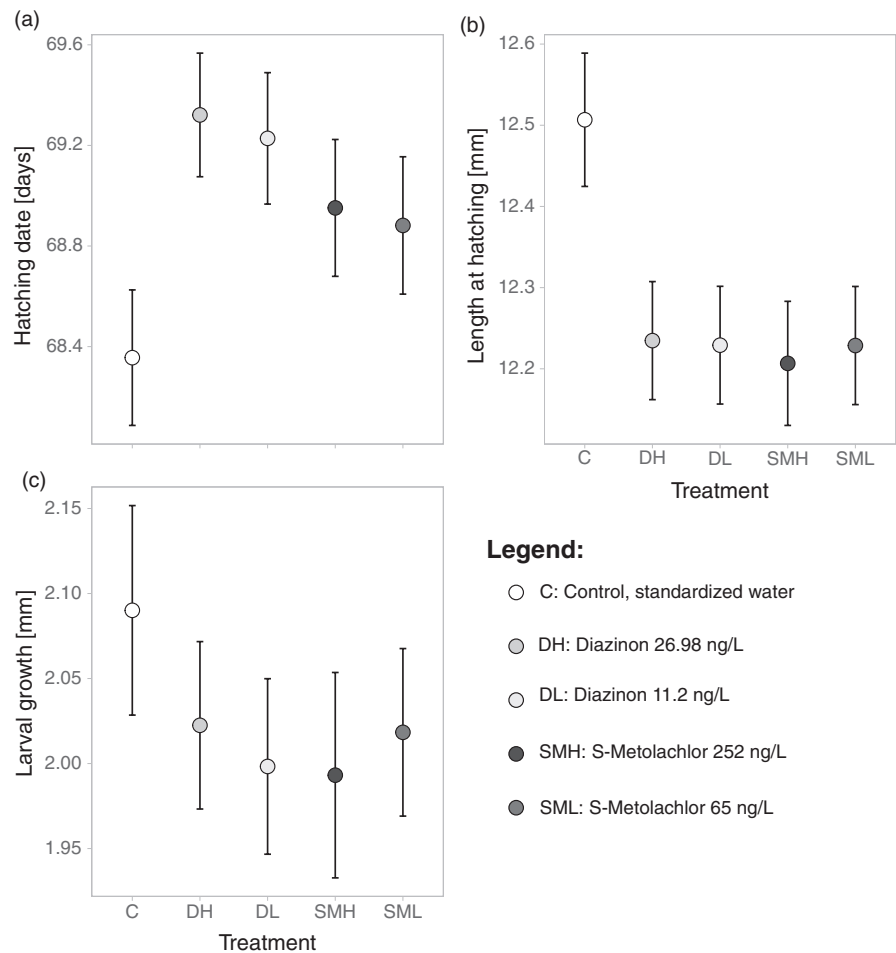 (a)
69.6
69.2
68.8
68.4
Hatching date [days]
(b)
12.6
12.5
12.4
12.3
12.2
Length at hatching [mm]
C DH DL SMH SML
Treatment
(c)
2.15
2.10
2.05
2.00
1.95
Larval growth [mm]
C DH DL SMH SML
Treatment
Legend:
C: Control, standardized water
DH: Diazinon 26.98 ng/L
DL: Diazinon 11.2 ng/L
SMH: S-Metolachlor 252 ng/L
SML: S-Metolachlor 65 ng/L